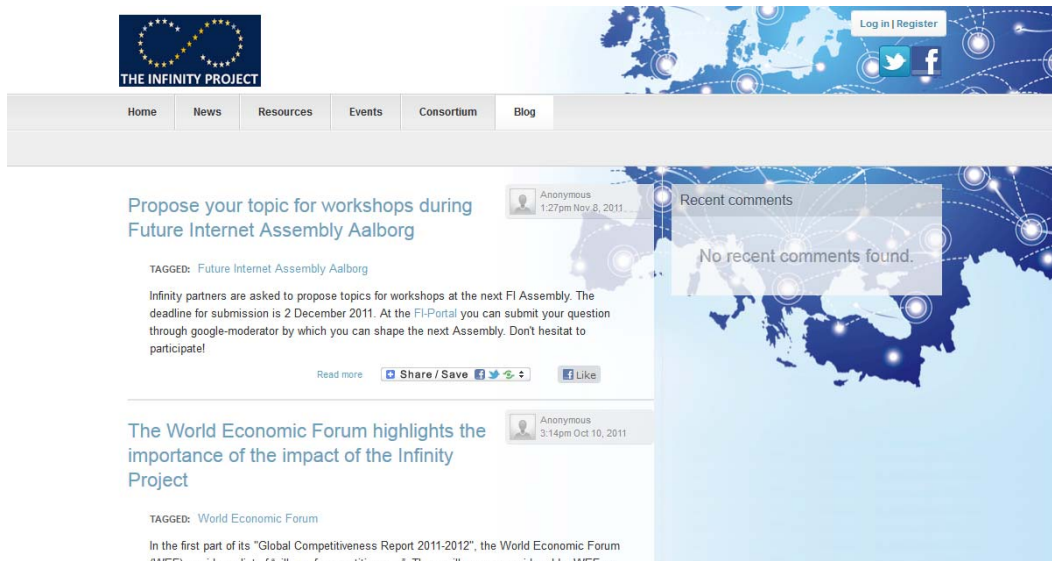 THE INFINITY PROJECT
Log in | Register
Home News Resources Events Consortium Blog
Propose your topic for workshops during
Future Internet Assembly Aalborg
Anonymous
1:27pm Nov 8, 2011
TAGGED: Future Internet Assembly Aalborg
Infinity partners are asked to propose topics for workshops at the next FI Assembly. The
deadline for submission is 2 December 2011. At the FI-Portal you can submit your question
through google-moderator by which you can shape the next Assembly. Don't hesitat to
participate!
Read more Share / Save Like
The World Economic Forum highlights the
importance of the impact of the Infinity
Project
Anonymous
3:14pm Oct 10, 2011
TAGGED: World Economic Forum
In the first part of its "Global Competitiveness Report 2011-2012", the World Economic Forum
Recent comments
No recent comments found.